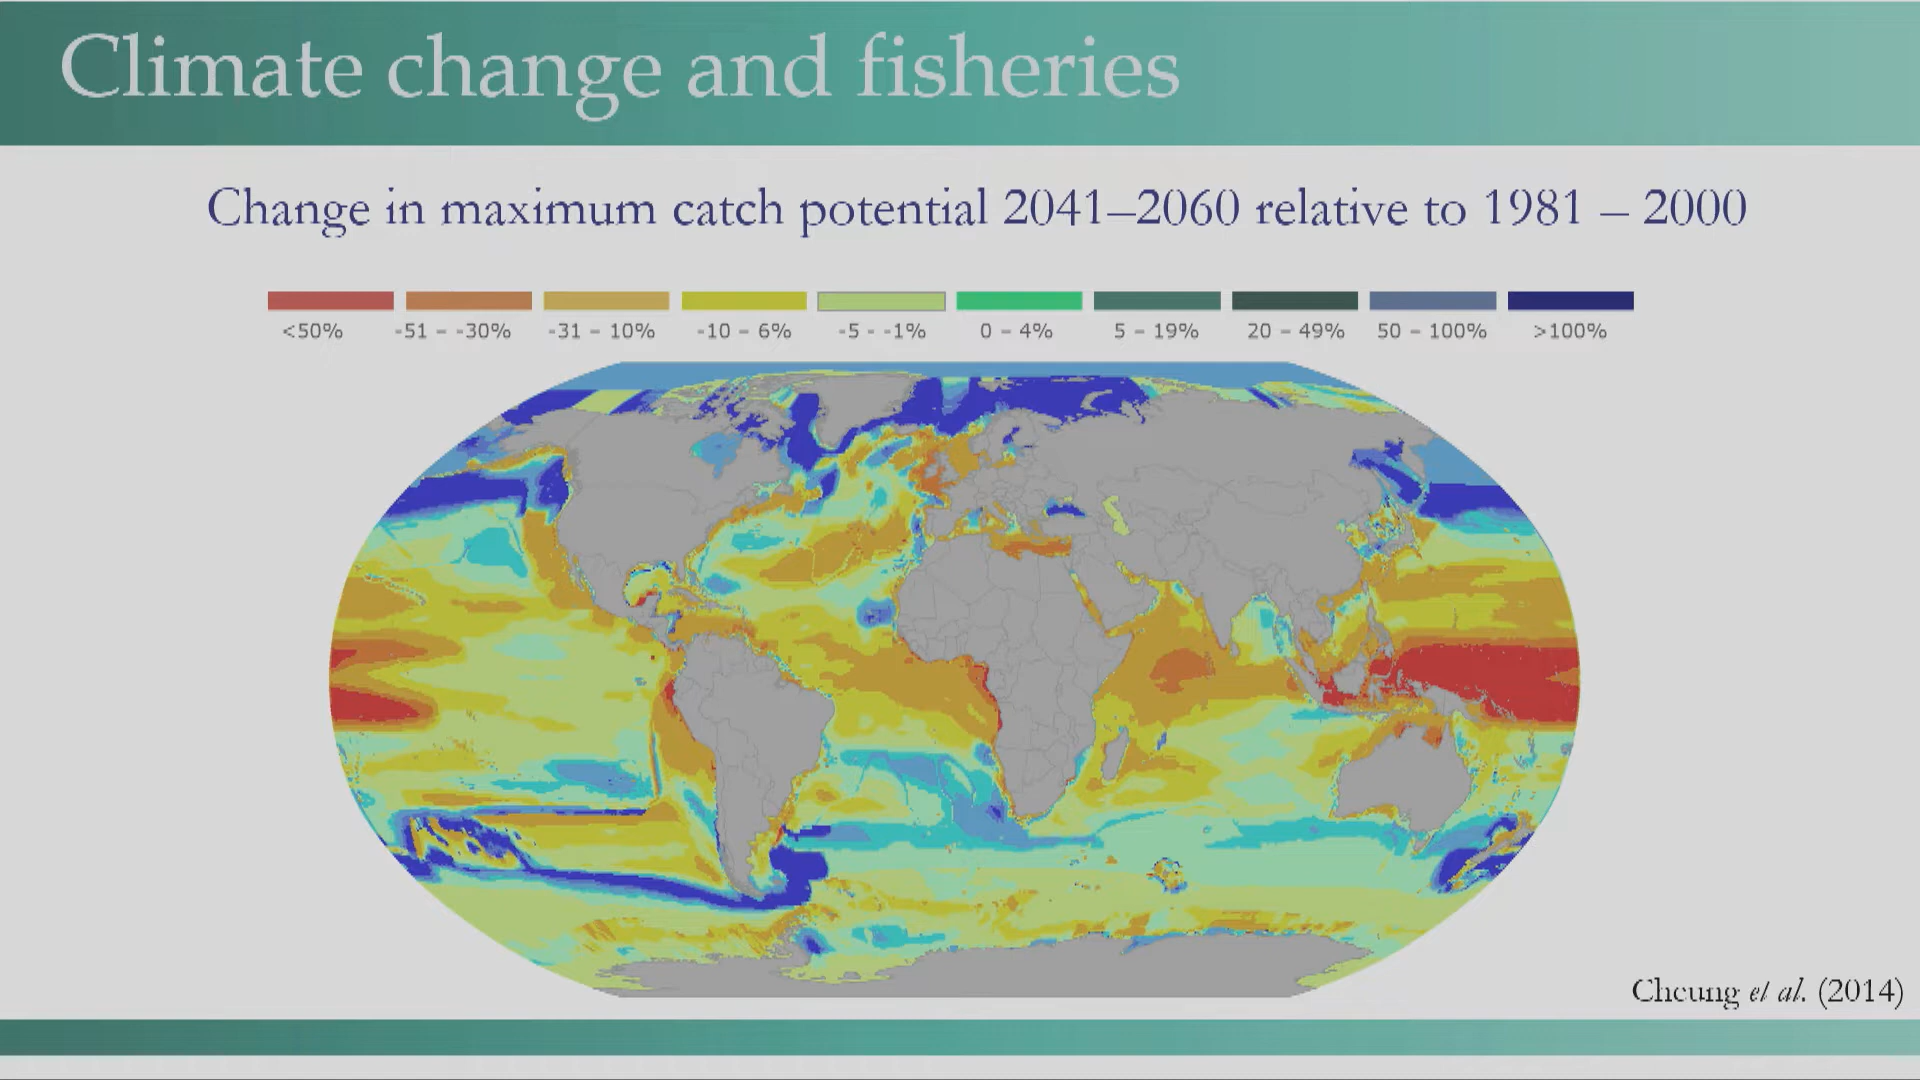 Climate change and fisheries
Change in maximum catch potential 2041–2060 relative to 1981 – 2000
<50% -51 – -30% -31 – 10% -10 – 6% -5 - -1% 0 – 4% 5 – 19% 20 – 49% 50 – 100% >100%
Cheung et al. (2014)